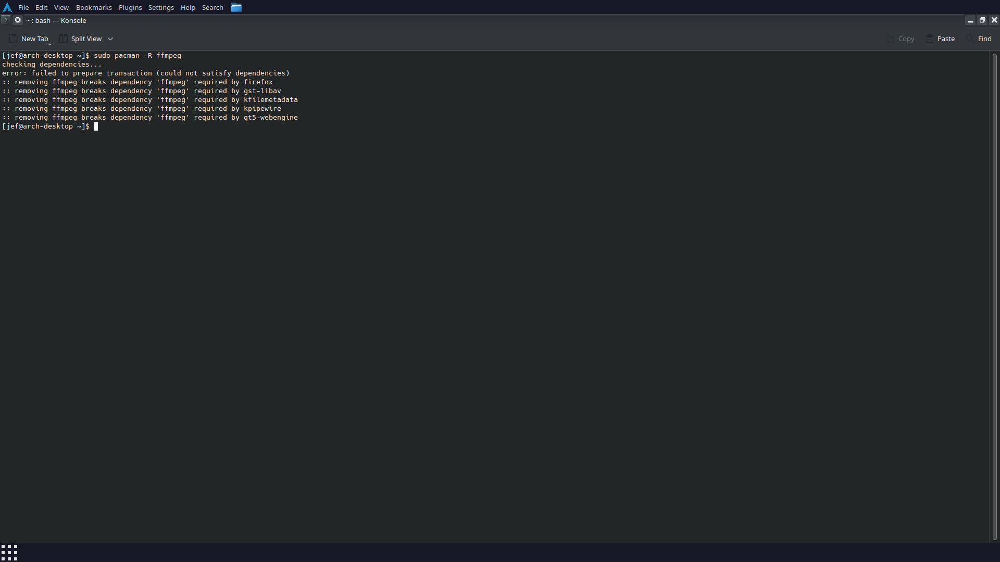 File Edit View Bookmarks Plugins Settings Help Search
~ : bash — Konsole
New Tab Split View Copy Paste Find
[jef@arch-desktop ~]$ sudo pacman -R ffmpeg
checking dependencies...
error: failed to prepare transaction (could not satisfy dependencies)
:: removing ffmpeg breaks dependency 'ffmpeg' required by firefox
:: removing ffmpeg breaks dependency 'ffmpeg' required by gst-libav
:: removing ffmpeg breaks dependency 'ffmpeg' required by kfilemetadata
:: removing ffmpeg breaks dependency 'ffmpeg' required by kpipewire
:: removing ffmpeg breaks dependency 'ffmpeg' required by qt5-webengine
[jef@arch-desktop ~]$